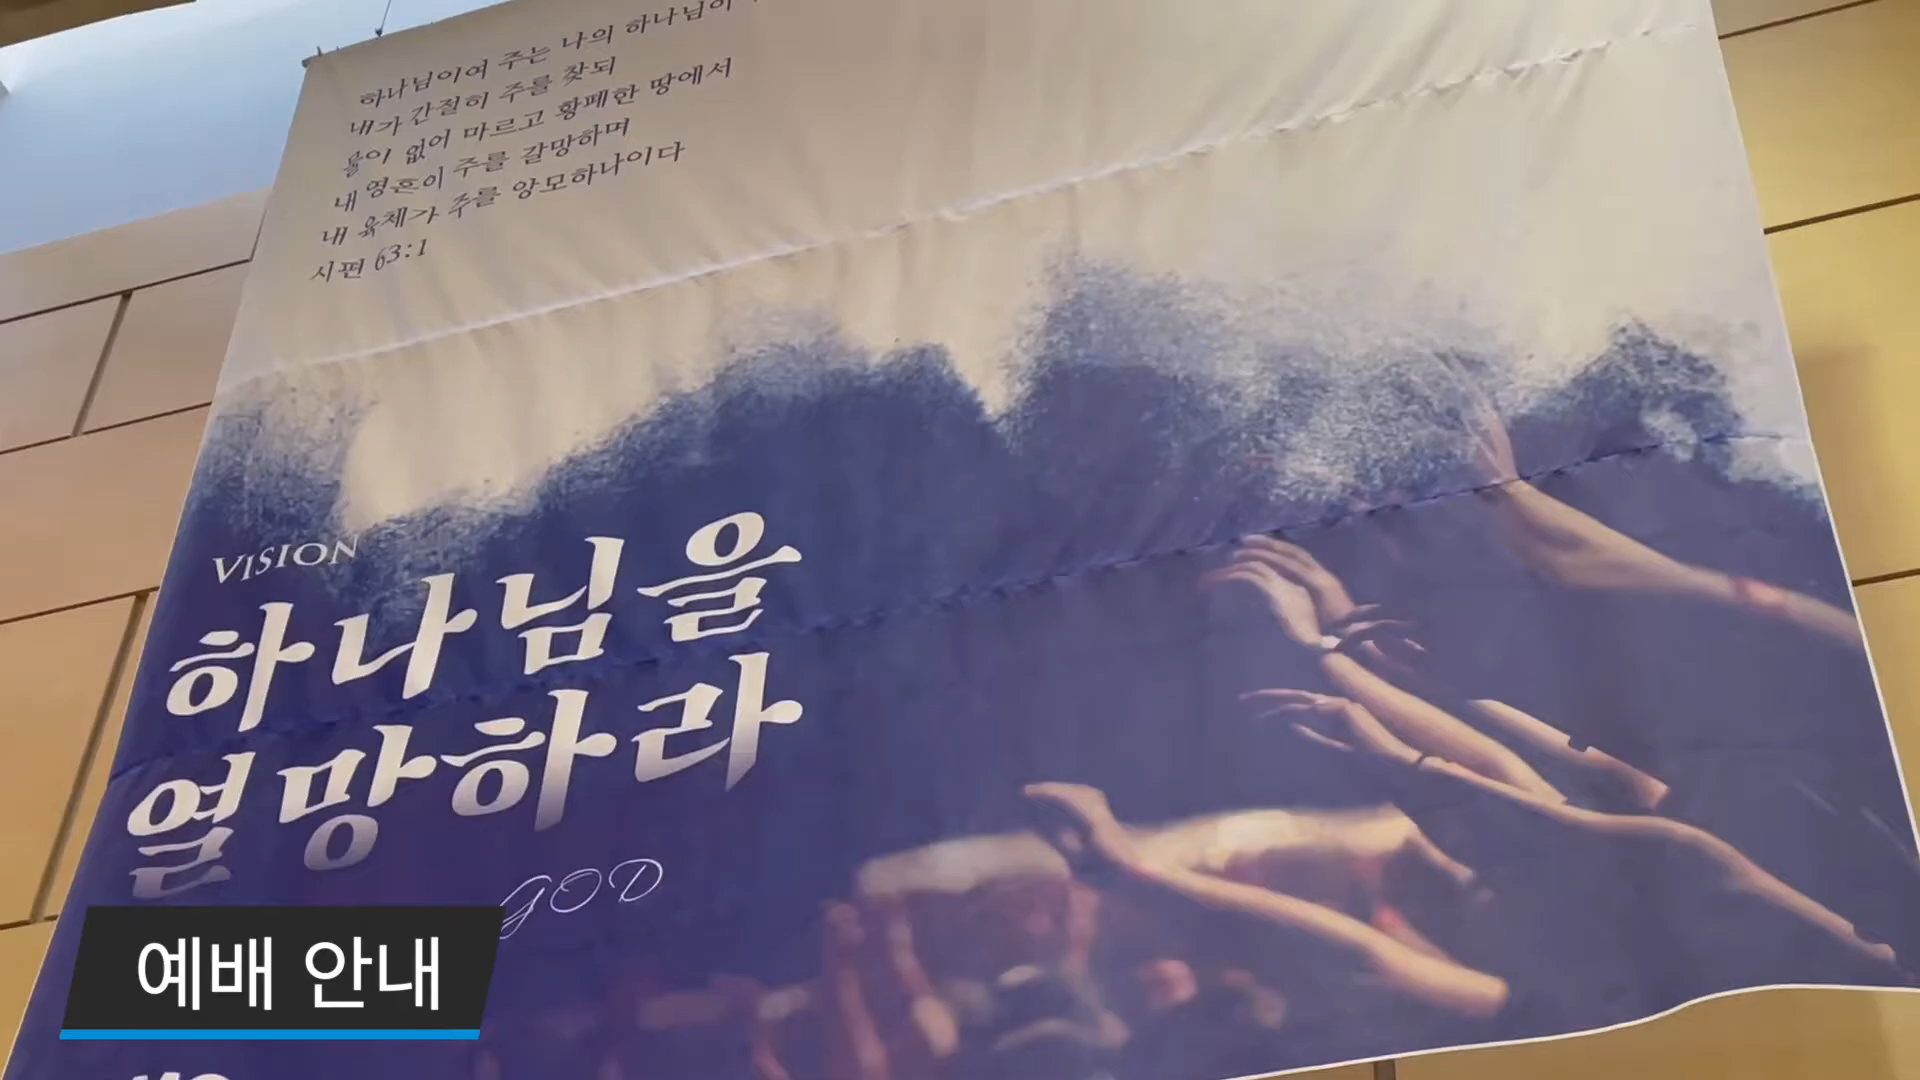 하나님이여 주는 나의 하나님이
내가 간절히 주를 찾되
물이 없어 마르고 황폐한 땅에서
내 영혼이 주를 갈망하며
내 육체가 주를 앙모하나이다
시편 63:1
VISION
하나님을
열망하라
GOD
예배 안내